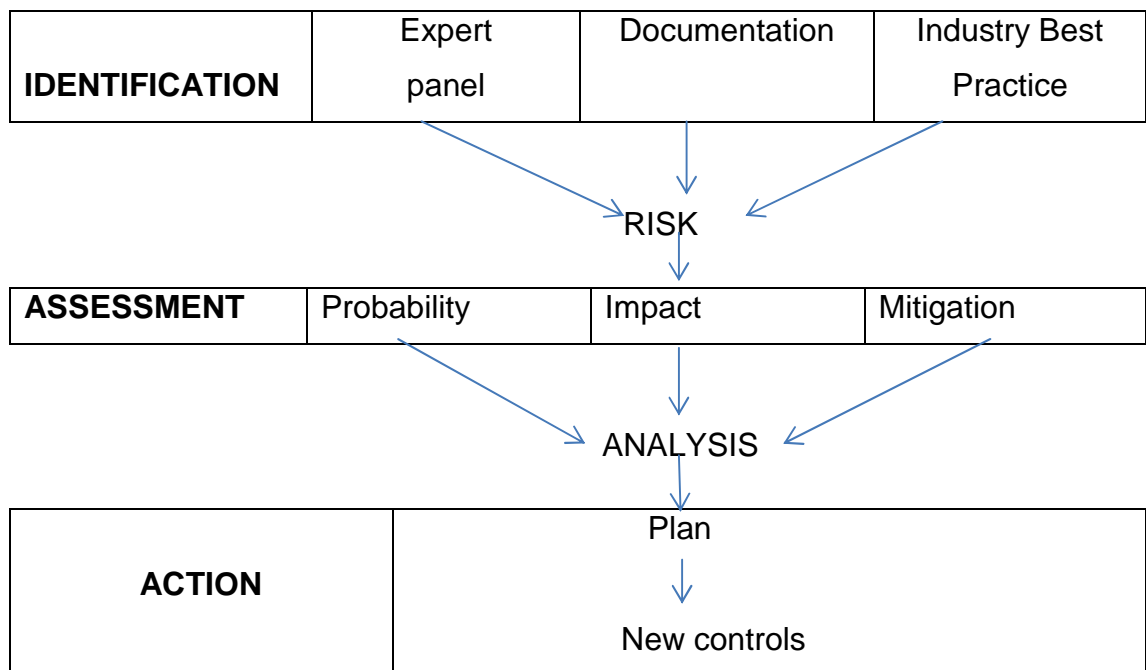 IDENTIFICATION
Expert
panel
Documentation
Industry Best
Practice
RISK
ASSESSMENT
Probability
Impact
Mitigation
ANALYSIS
ACTION
Plan
New controls